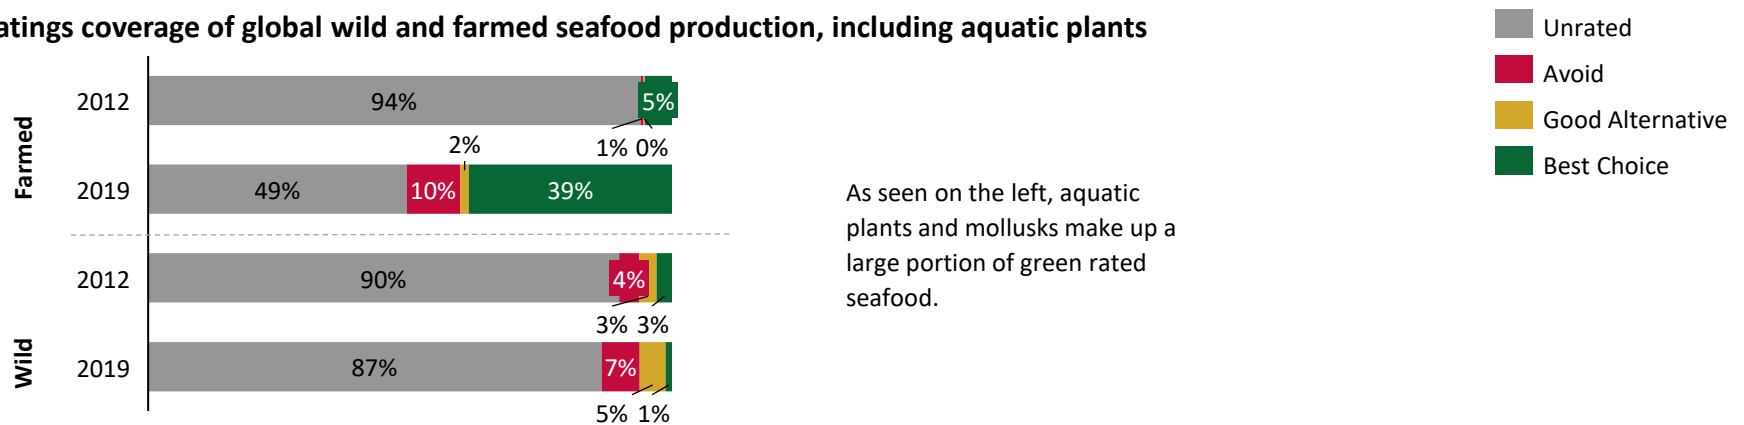 atings coverage of global wild and farmed seafood production, including aquatic plants
Unrated
Avoid
Good Alternative
Best Choice
Farmed
2012
94%
5%
1% 0%
2%
2019
49%
10%
39%
As seen on the left, aquatic
plants and mollusks make up a
large portion of green rated
seafood.
Wild
2012
90%
4%
3% 3%
2019
87%
7%
5% 1%